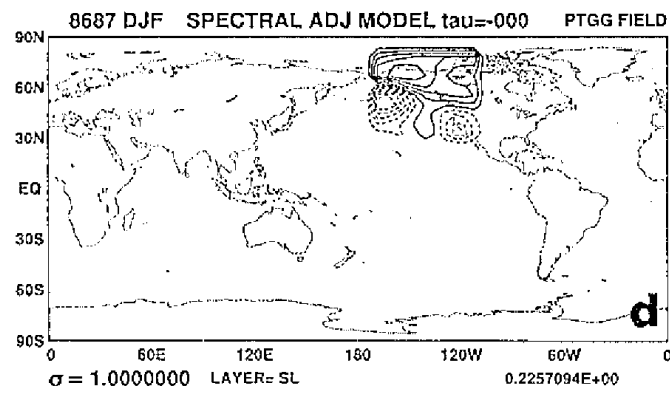 8687 DJF SPECTRAL ADJ MODEL tau=-000 PTGG FIELD
90N
60N
30N
EQ
30S
60S
90S
d
0 60E 120E 180 120W 60W 0
σ = 1.0000000 LAYER= SL 0.2257094E+00